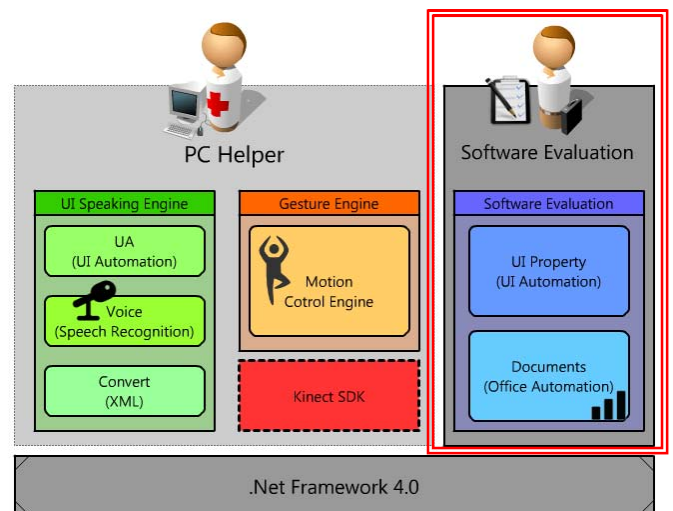 PC Helper
Software Evaluation
UI Speaking Engine
UA
(UI Automation)
Voice
(Speech Recognition)
Convert
(XML)
Gesture Engine
Motion
Cotrol Engine
Kinect SDK
Software Evaluation
UI Property
(UI Automation)
Documents
(Office Automation)
.Net Framework 4.0